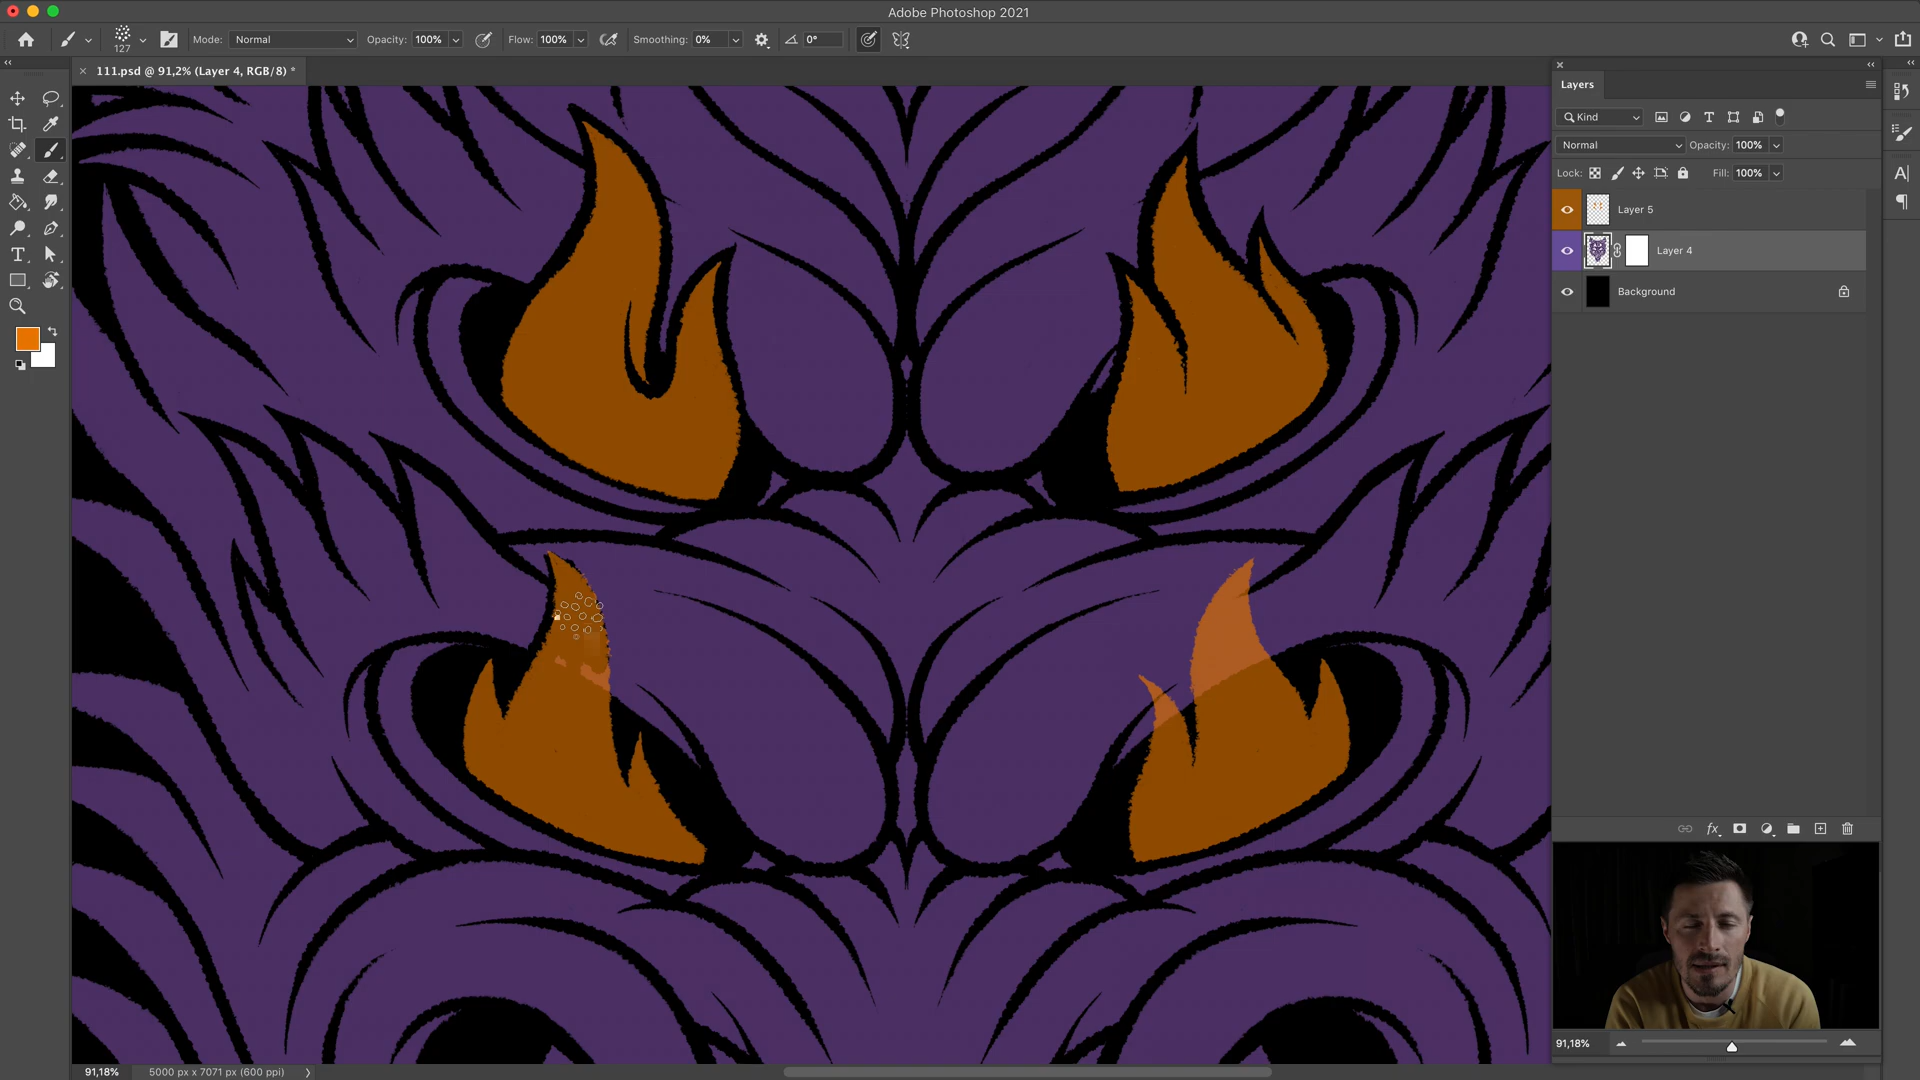 Adobe Photoshop 2021
127
Mode:
Normal
Opacity:
100%
Flow:
100%
Smoothing:
0%
0°
111.psd @ 91,2% (Layer 4, RGB/8) *
Layers
Kind
Normal
Opacity:
100%
Lock:
Fill:
100%
Layer 5
Layer 4
Background
fx
91,18%
91,18%
5000 px x 7071 px (600 ppi)